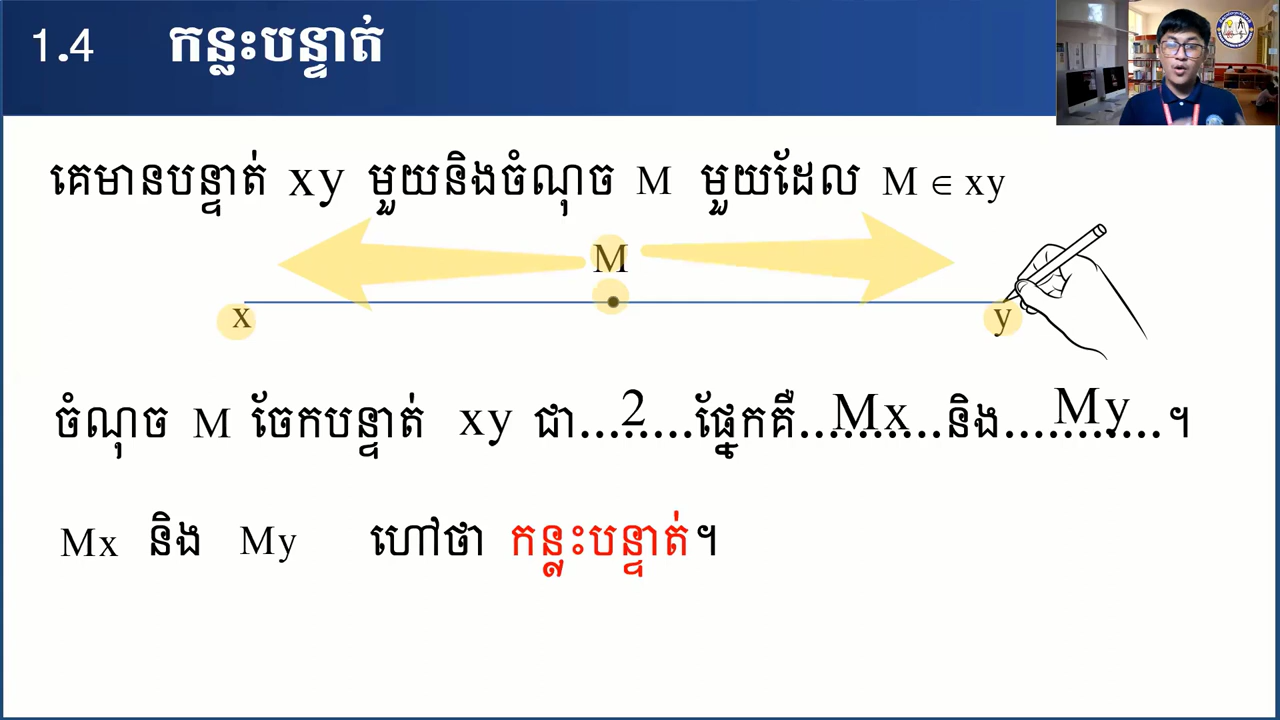 1.4 កន្លះបន្ទាត់
គេមានបន្ទាត់ xy មួយនិងចំណុច M មួយដែល M ∈ xy
M
x y
ចំណុច M ចែកបន្ទាត់ xy ជា...2.....ផ្នែកគឺ...Mx...និង...My...។
Mx និង My ហៅថា កន្លះបន្ទាត់។